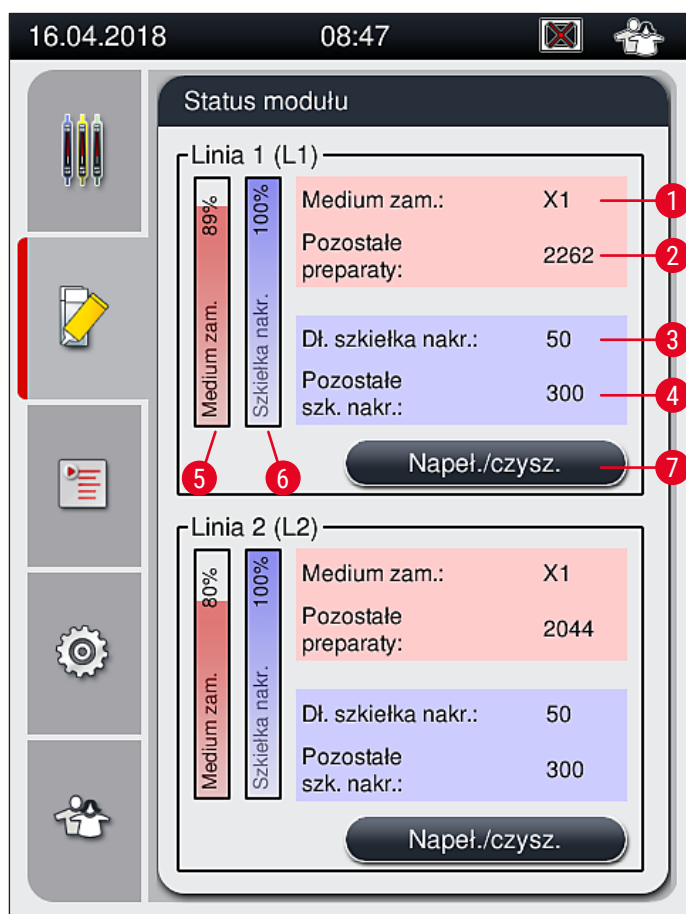 16.04.2018 08:47
Status modułu
Linia 1 (L1)
89%
Medium zam.
100%
Szkiełka nakr.
Medium zam.: X1 1
Pozostałe
preparaty: 2262 2
Dł. szkiełka nakr.: 50 3
Pozostałe
szk. nakr.: 300 4
5 6
Napeł./czysz. 7
Linia 2 (L2)
80%
Medium zam.
100%
Szkiełka nakr.
Medium zam.: X1
Pozostałe
preparaty: 2044
Dł. szkiełka nakr.: 50
Pozostałe
szk. nakr.: 300
Napeł./czysz.